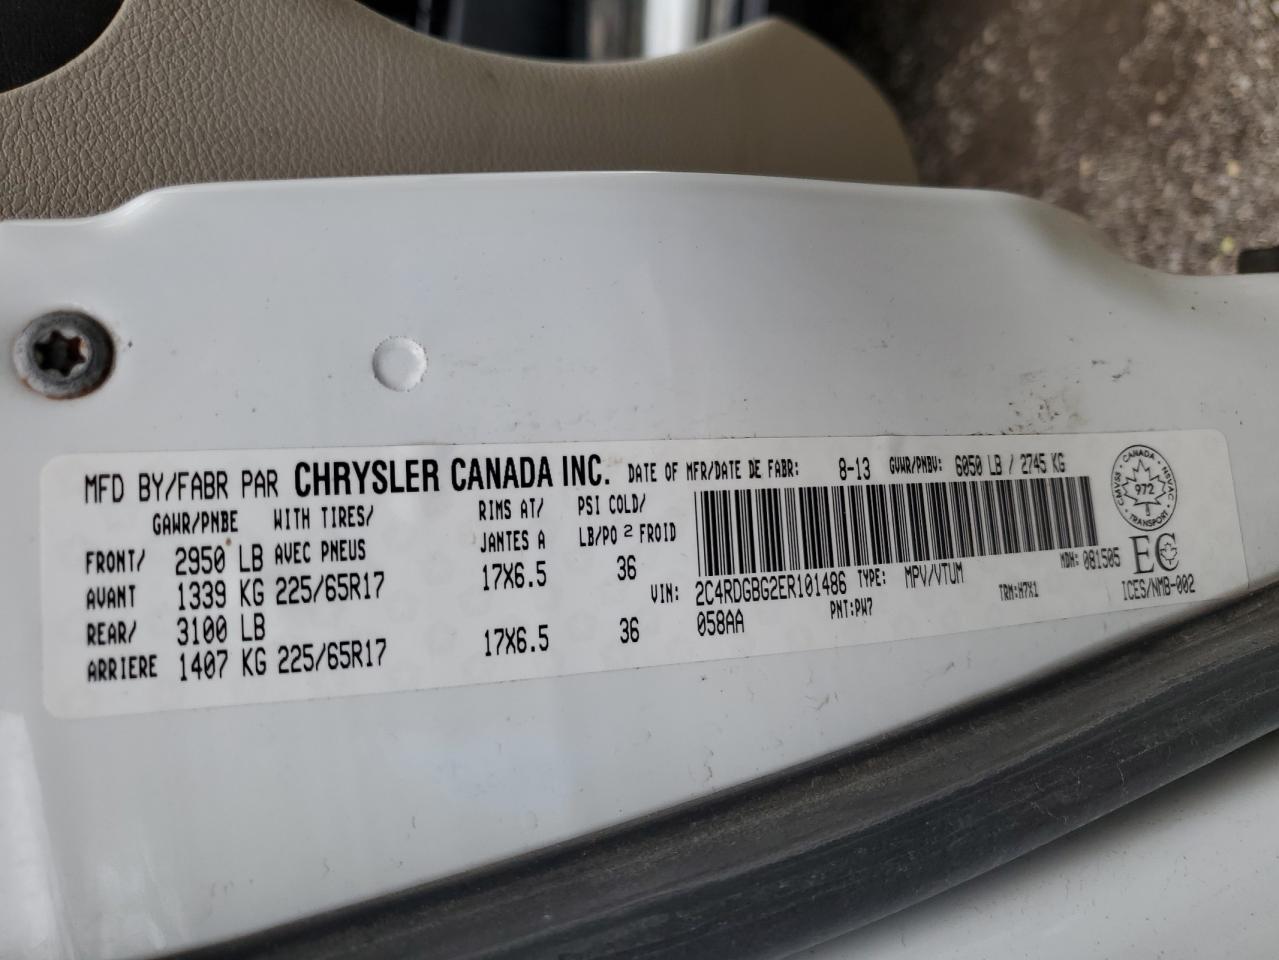 MFD BY/FABR PAR CHRYSLER CANADA INC. DATE OF MFR/DATE DE FABR: 8-13 GVWR/PNBV: 6050 LB / 2745 KG
GAWR/PNBE WITH TIRES/ RIMS AT/ PSI COLD/
FRONT/ 2950 LB AVEC PNEUS JANTES A LB/PO 2 FROID
AVANT 1339 KG 225/65R17 17X6.5 36
REAR/ 3100 LB
ARRIERE 1407 KG 225/65R17 17X6.5 36
VIN: 2C4RDGBG2ER101486 TYPE: MPV/VTUM MDH: 081505
058AA PNT:PW7 TRM:H7X1
CANADA
CMVSS 972 NSVAC
TRANSPORT
EC
ICES/NMB-002